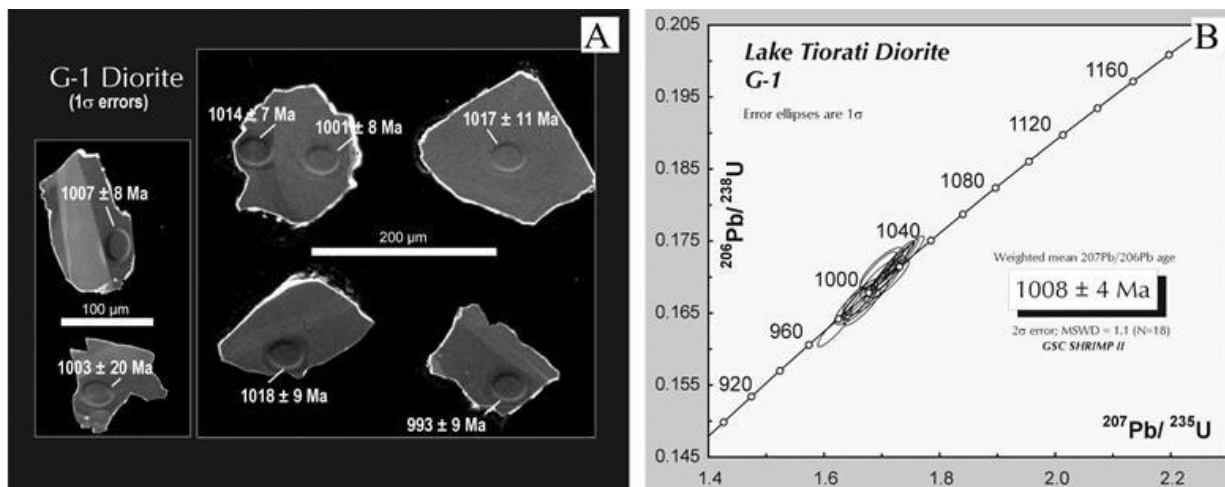 A
G-1 Diorite
(1σ errors)
1014 ± 7 Ma
1001 ± 8 Ma
1017 ± 11 Ma
1007 ± 8 Ma
200 µm
100 µm
1003 ± 20 Ma
1018 ± 9 Ma
993 ± 9 Ma
B
0.205
0.195
0.185
0.175
0.165
0.155
0.145
206Pb/ 238U
Lake Tiorati Diorite
G-1
Error ellipses are 1σ
1160
1120
1080
1040
1000
960
920
Weighted mean 207Pb/206Pb age
1008 ± 4 Ma
2σ error; MSWD = 1.1 (N=18)
GSC SHRIMP II
207Pb/ 235U
1.4 1.6 1.8 2.0 2.2